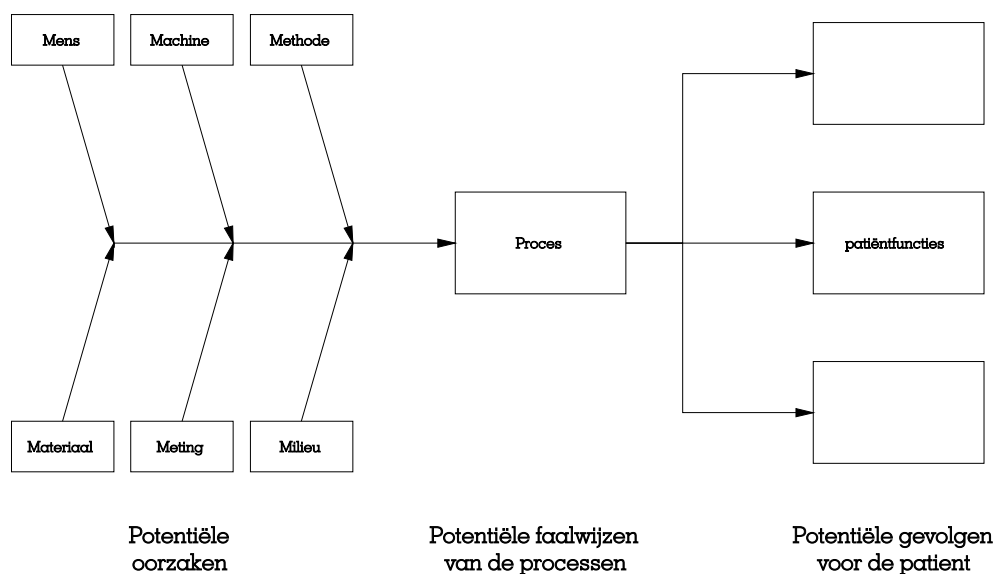 Mens
Machine
Methode
Proces
patiëntfuncties
Materiaal
Meting
Milieu
Potentiële
oorzaken
Potentiële faalwijzen
van de processen
Potentiële gevolgen
voor de patient